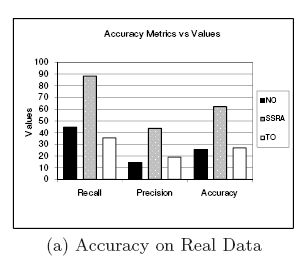 Accuracy Metrics vs Values
100
90
80
70
60
50
40
30
20
10
0
Values
Recall Precision Accuracy
NO
SSRA
TO
(a) Accuracy on Real Data